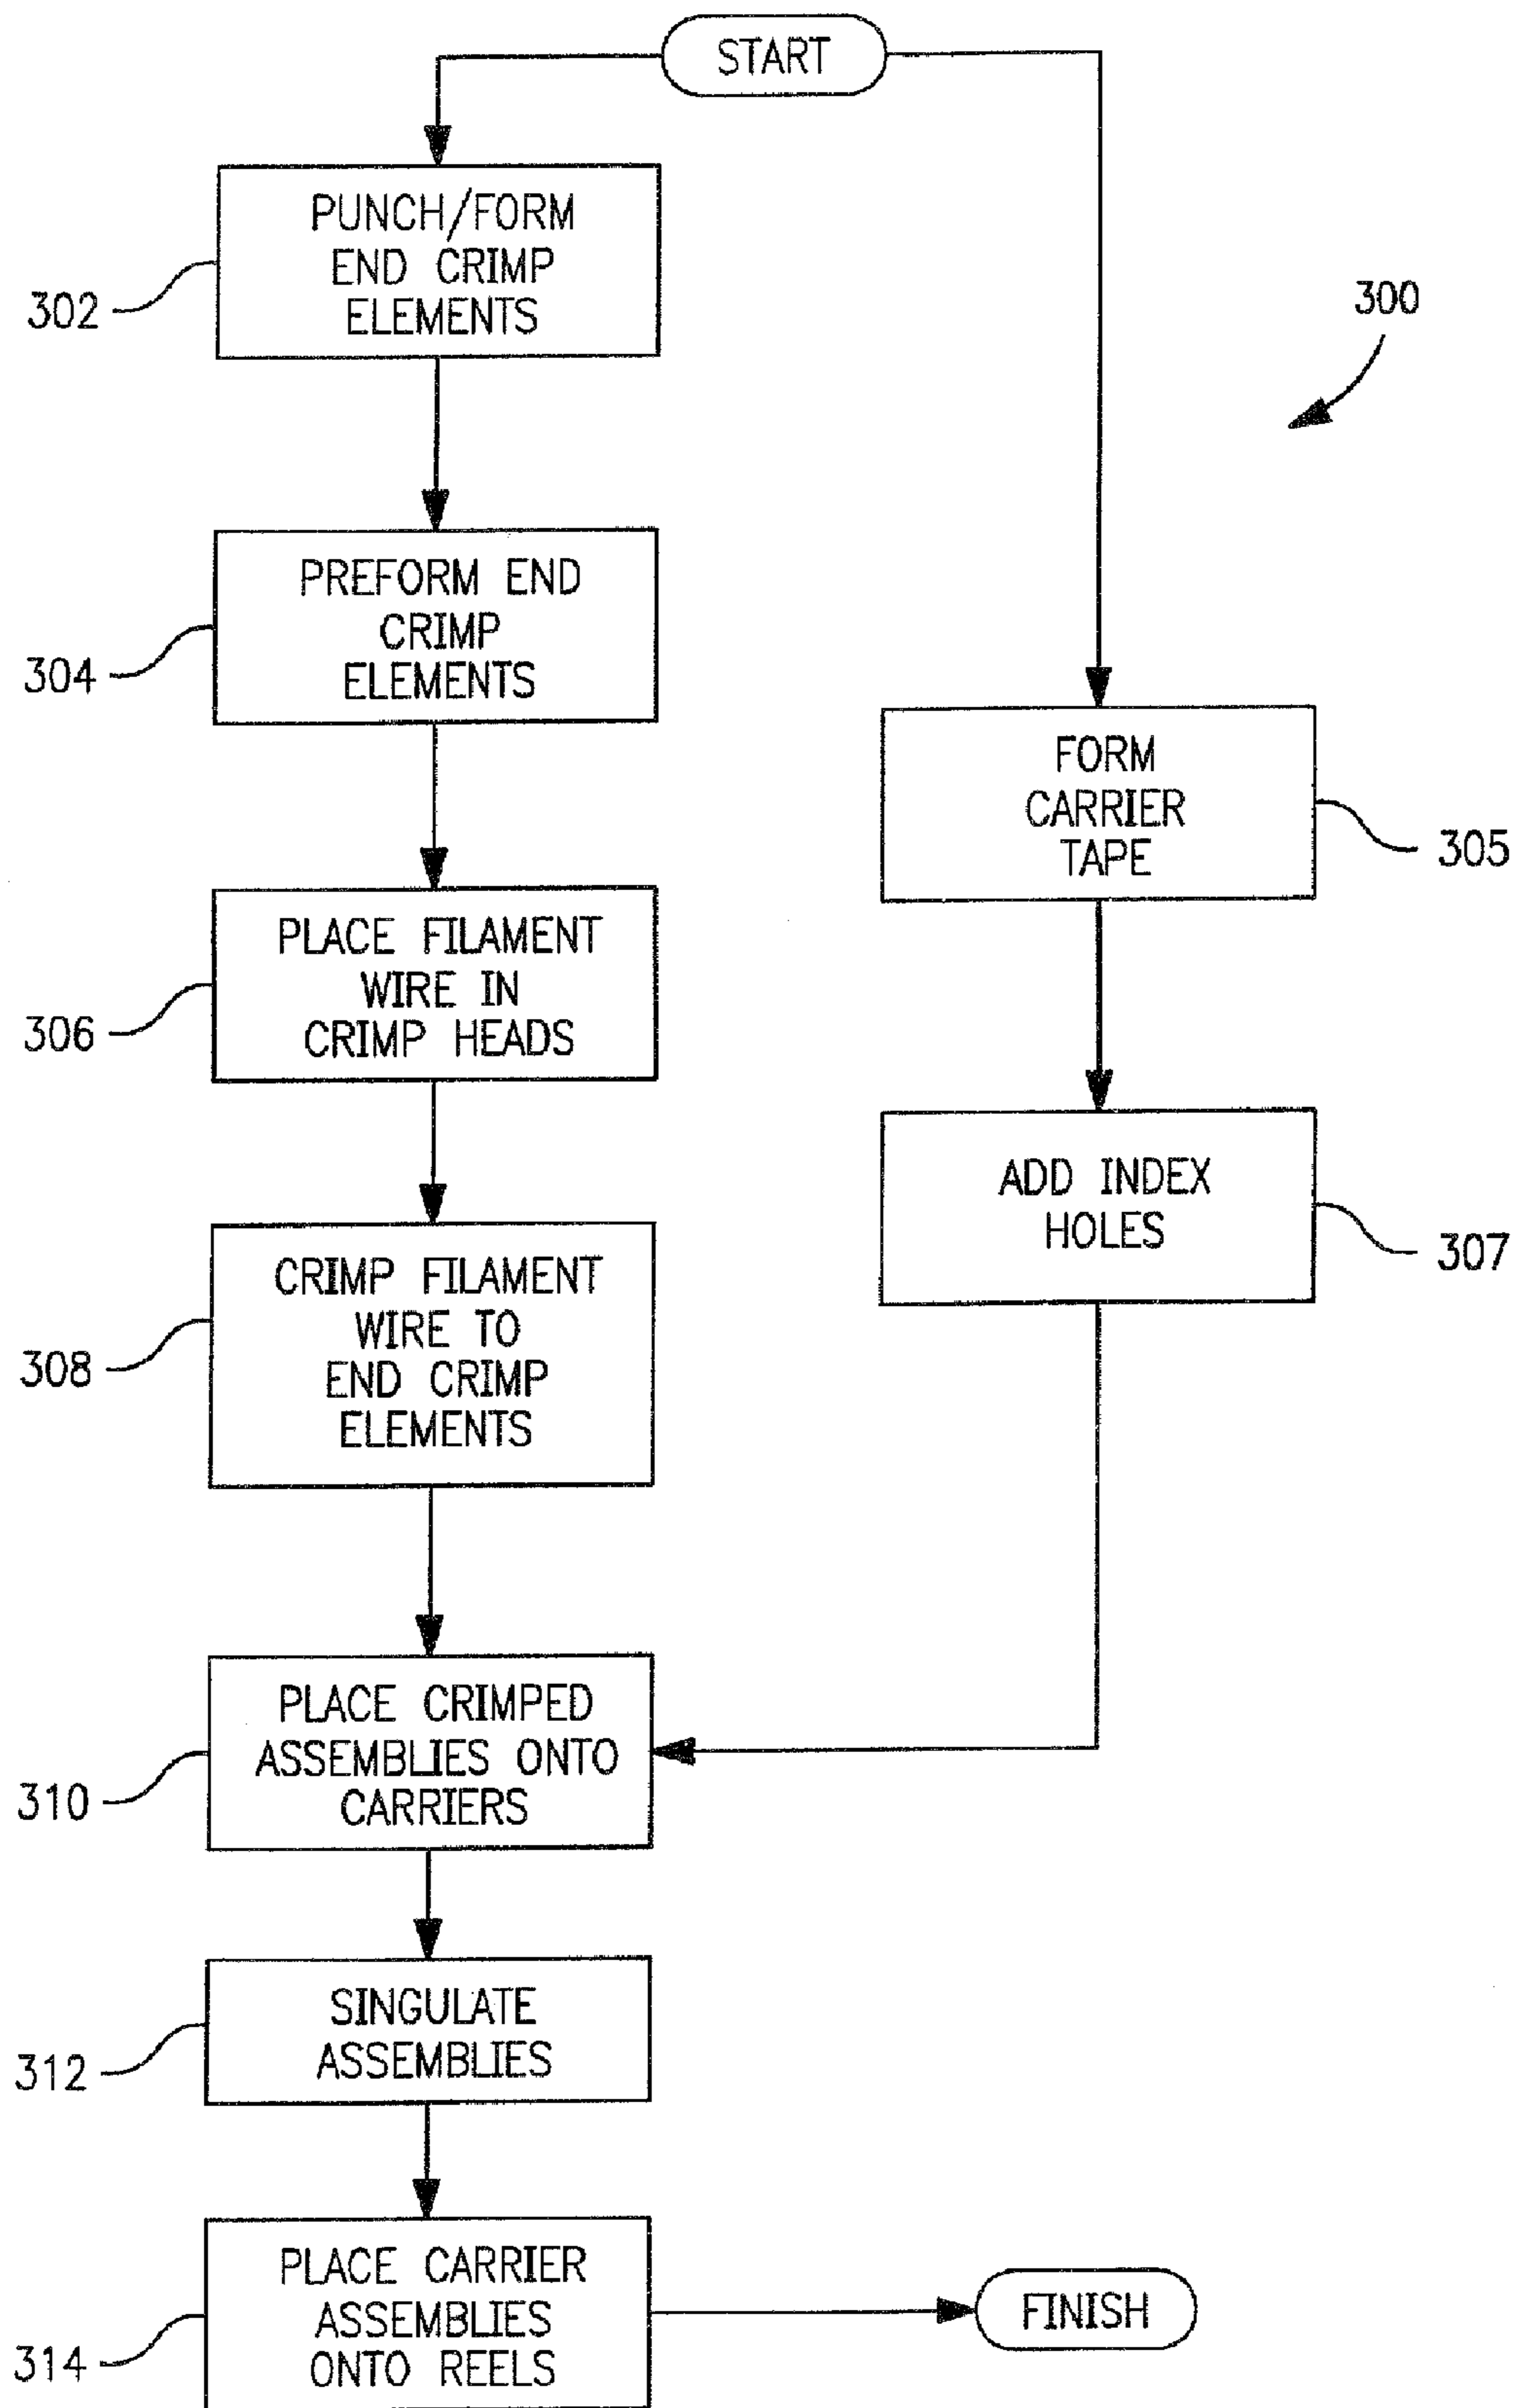 START
PUNCH/FORM
END CRIMP
ELEMENTS
302
300
PREFORM END
CRIMP
ELEMENTS
304
FORM
CARRIER
TAPE
305
PLACE FILAMENT
WIRE IN
CRIMP HEADS
306
ADD INDEX
HOLES
307
CRIMP FILAMENT
WIRE TO
END CRIMP
ELEMENTS
308
PLACE CRIMPED
ASSEMBLIES ONTO
CARRIERS
310
SINGULATE
ASSEMBLIES
312
PLACE CARRIER
ASSEMBLIES
ONTO REELS
314
FINISH